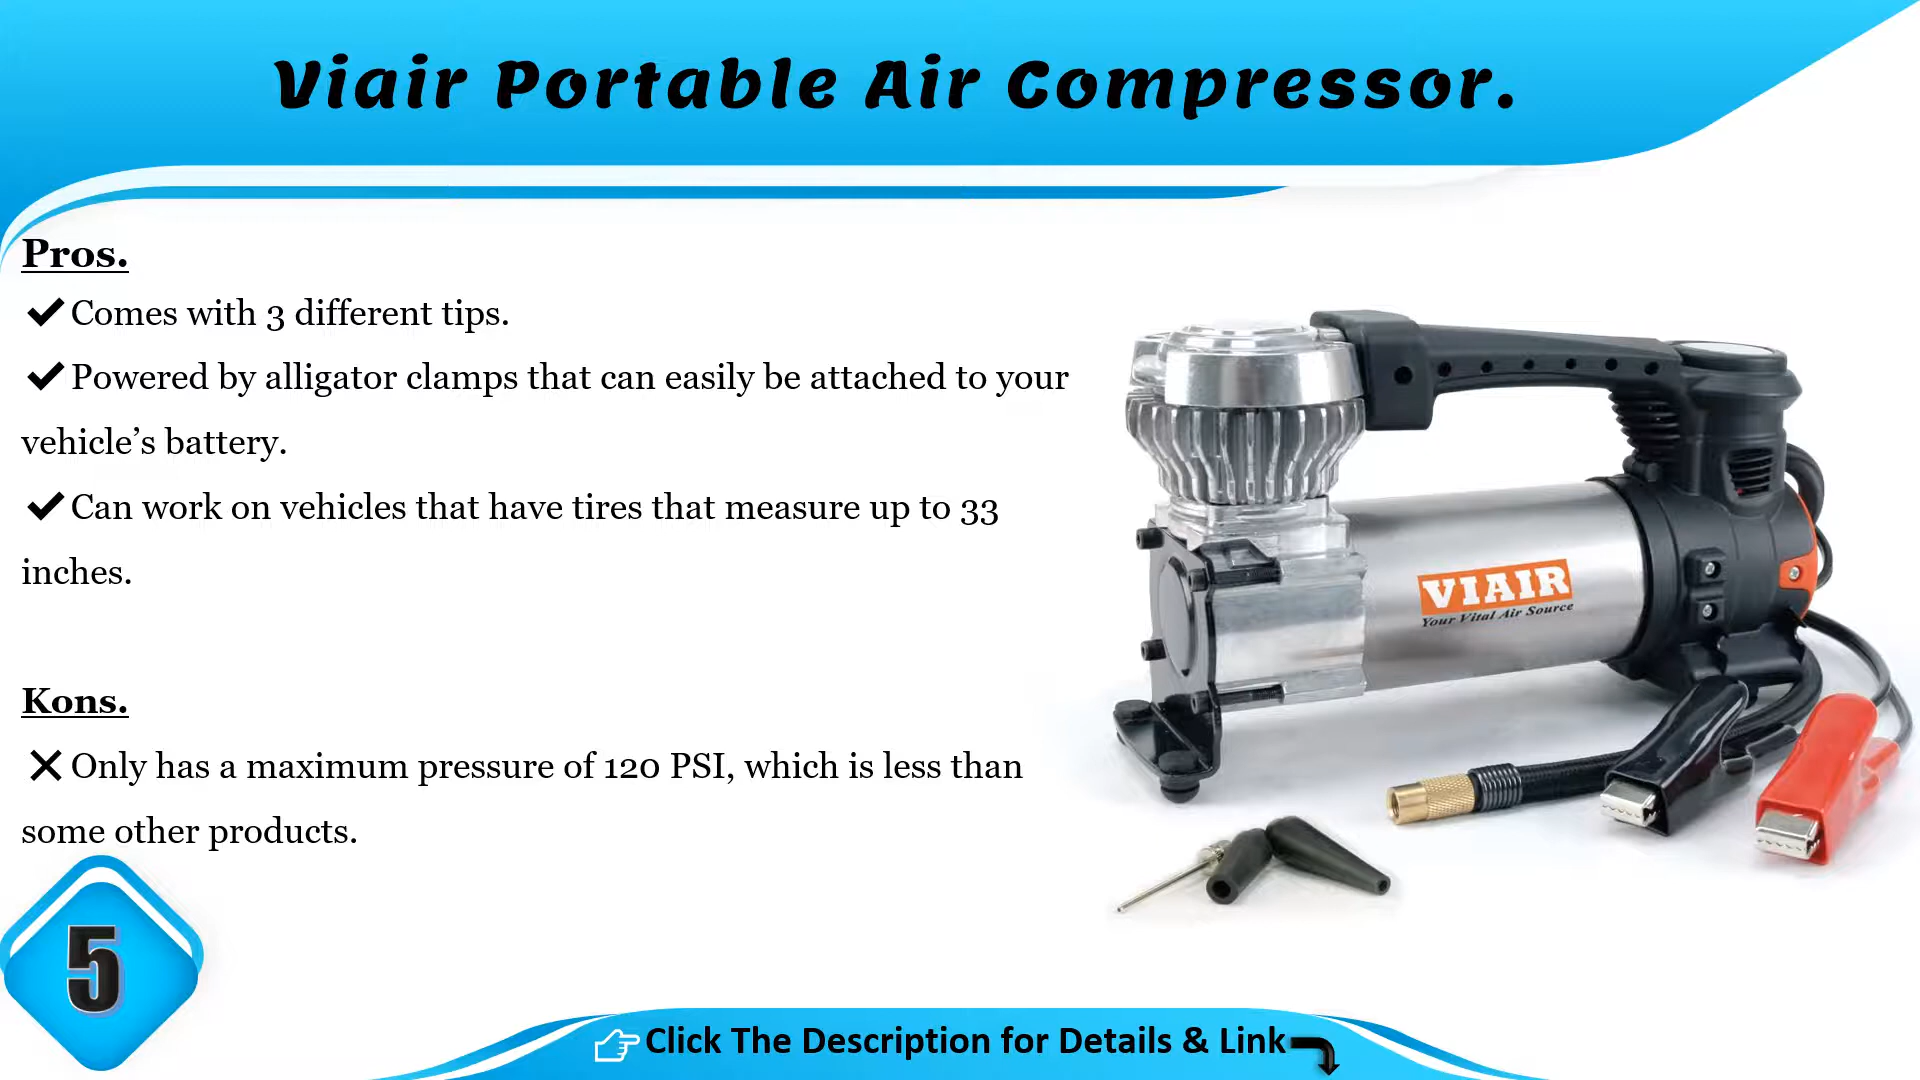 Viair Portable Air Compressor.
Pros.
✔Comes with 3 different tips.
✔Powered by alligator clamps that can easily be attached to your
vehicle’s battery.
✔Can work on vehicles that have tires that measure up to 33
inches.
VIAIR
Your Vital Air Source
Kons.
✕Only has a maximum pressure of 120 PSI, which is less than
some other products.
5
Click The Description for Details & Link